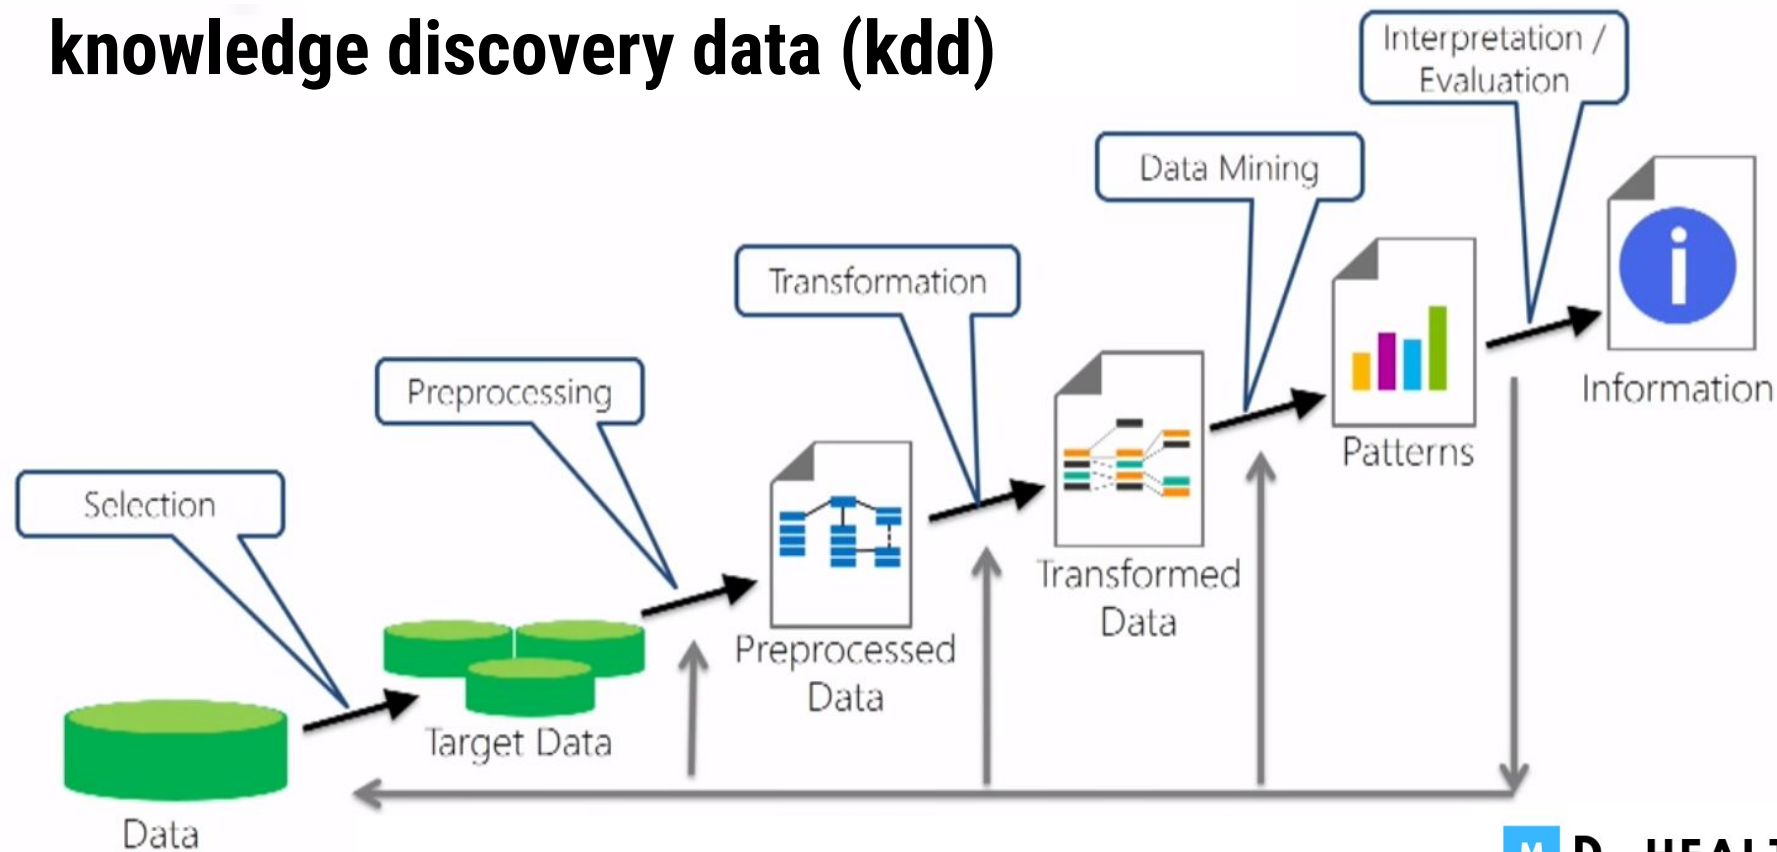 knowledge discovery data (kdd)
Interpretation /
Evaluation
Data Mining
Transformation
Preprocessing
Selection
Information
Patterns
Transformed
Data
Preprocessed
Data
Target Data
Data
i
M